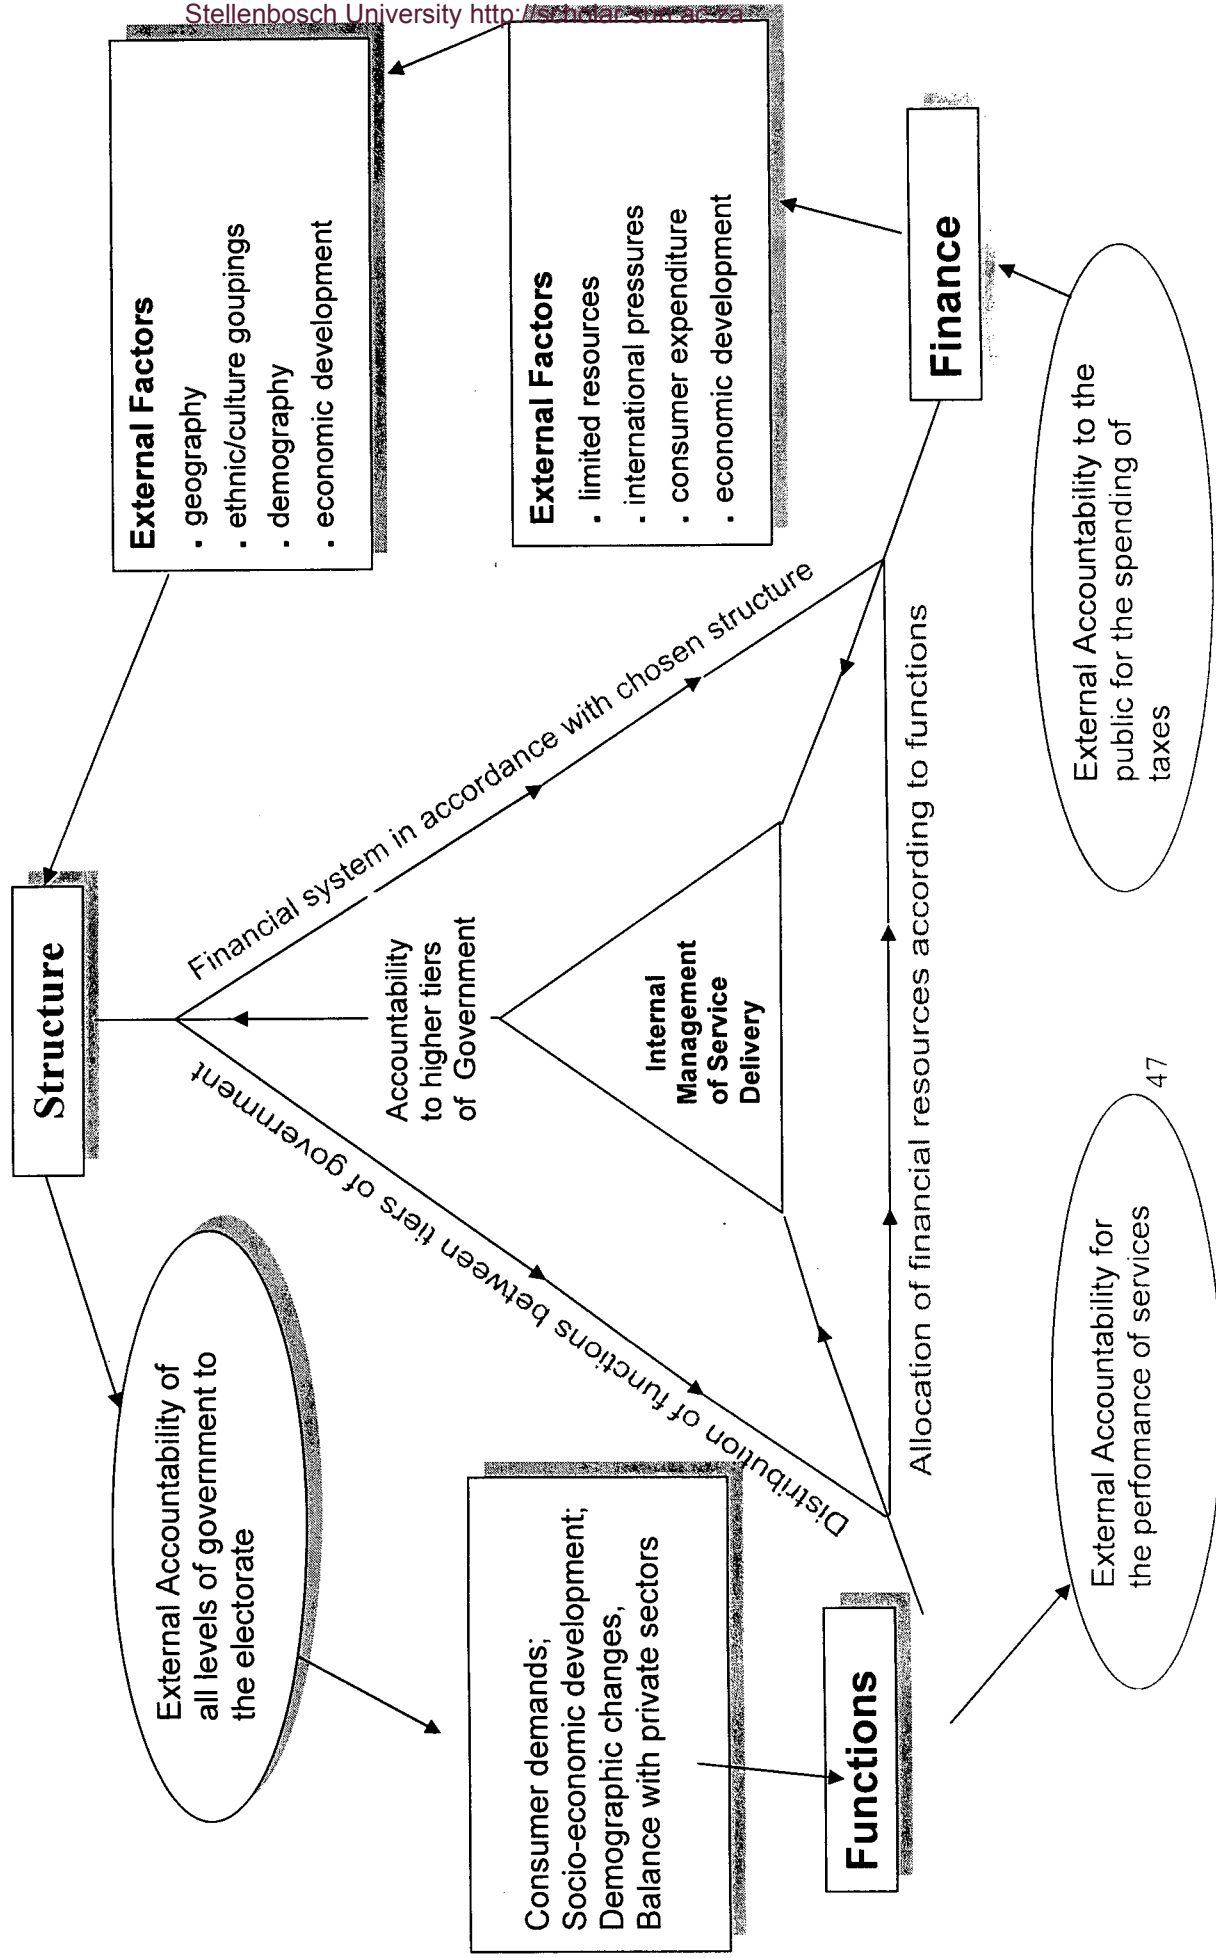 Stellenbosch University http://scholar.sun.ac.za
Structure
External Accountability of
all levels of government to
the electorate
External Factors
. geography
. ethnic/culture goupings
. demography
. economic development
Financial system in accordance with chosen structure
Distribution of functions between tiers of government
Accountability
to higher tiers
of Government
Internal
Management
of Service
Delivery
External Factors
. limited resources
. international pressures
. consumer expenditure
. economic development
Consumer demands;
Socio-economic development;
Demographic changes,
Balance with private sectors
Functions
Finance
Allocation of financial resources according to functions
External Accountability for
the perfomance of services
External Accountability to the
public for the spending of
taxes
47